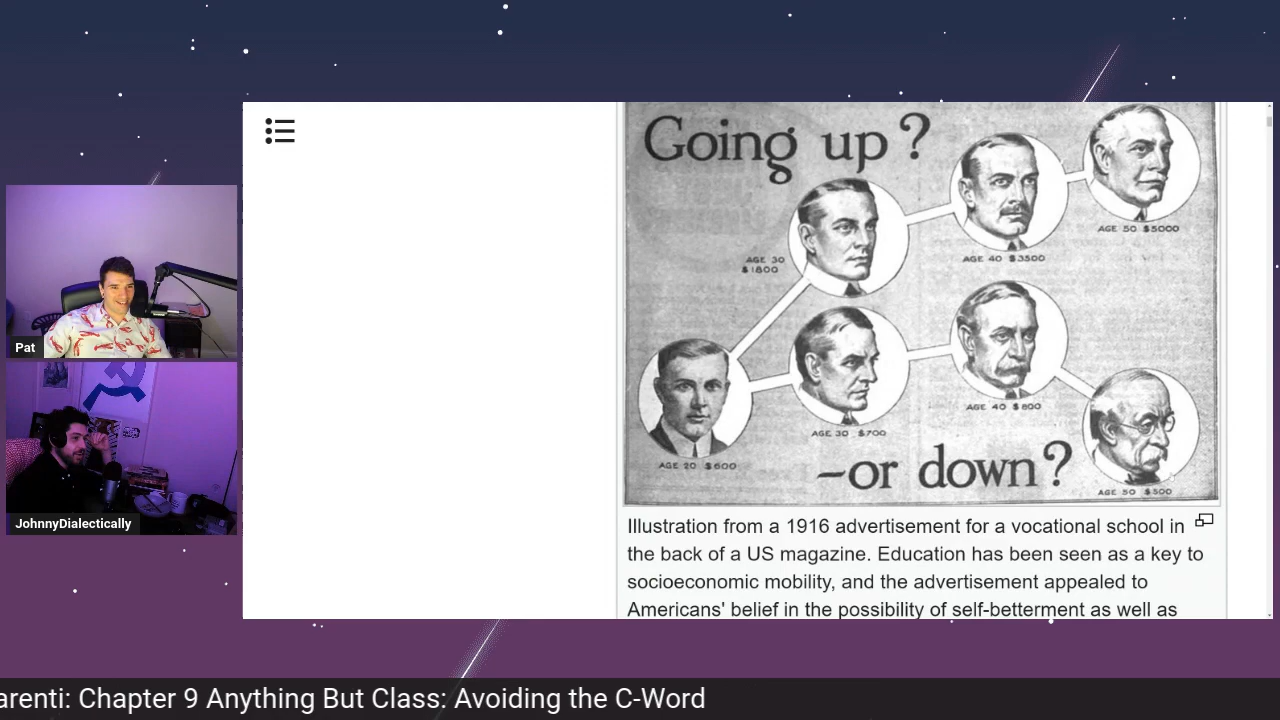 Going up?
AGE 50 $5000
AGE 40 $3500
AGE 30
$1800
AGE 40 $800
AGE 30 $700
AGE 20 $600
-or down?
AGE 50 $500
Illustration from a 1916 advertisement for a vocational school in
the back of a US magazine. Education has been seen as a key to
socioeconomic mobility, and the advertisement appealed to
Americans' belief in the possibility of self-betterment as well as
Pat
JohnnyDialectically
arenti: Chapter 9 Anything But Class: Avoiding the C-Word